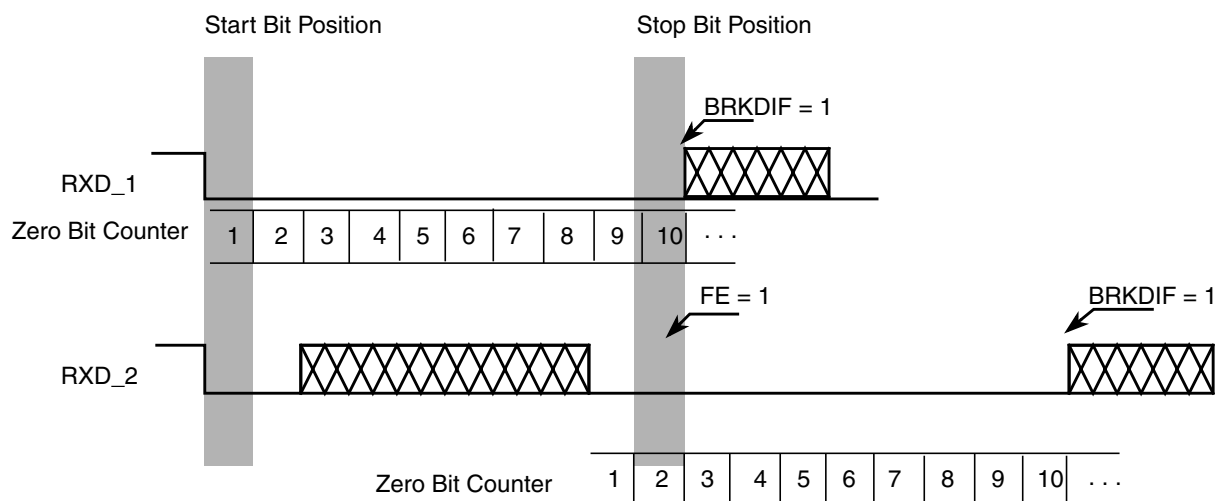 Start Bit Position Stop Bit Position
BRKDIF = 1
RXD_1
Zero Bit Counter 1 2 3 4 5 6 7 8 9 10 . . .
FE = 1 BRKDIF = 1
RXD_2
Zero Bit Counter 1 2 3 4 5 6 7 8 9 10 . . .